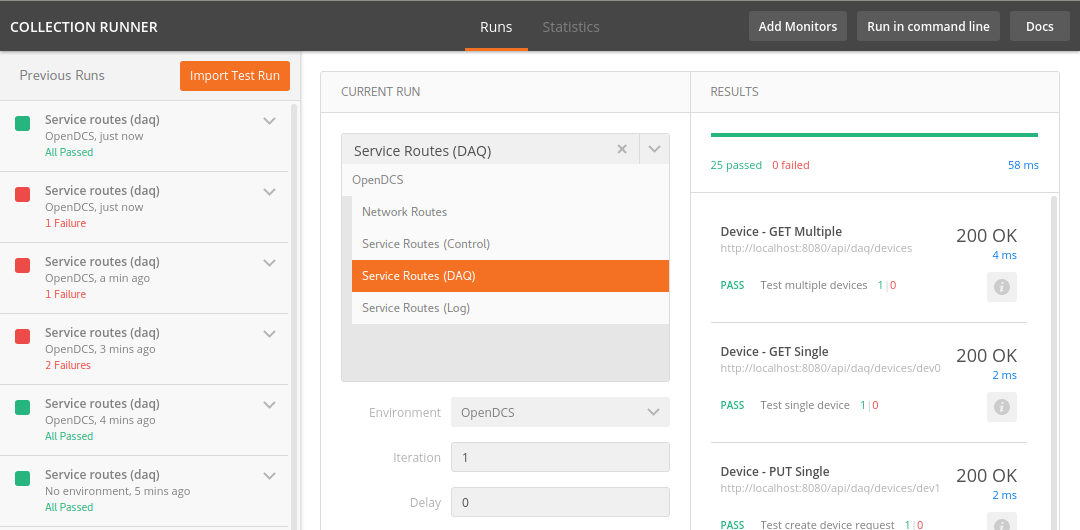 COLLECTION RUNNER
Runs
Statistics
Add Monitors
Run in command line
Docs
Previous Runs
Import Test Run
Service routes (daq)
OpenDCS, just now
All Passed
Service routes (daq)
OpenDCS, just now
1 Failure
Service routes (daq)
OpenDCS, a min ago
1 Failure
Service routes (daq)
OpenDCS, 3 mins ago
2 Failures
Service routes (daq)
OpenDCS, 4 mins ago
All Passed
Service routes (daq)
No environment, 5 mins ago
All Passed
CURRENT RUN
Service Routes (DAQ)
OpenDCS
Network Routes
Service Routes (Control)
Service Routes (DAQ)
Service Routes (Log)
Environment OpenDCS
Iteration 1
Delay 0
RESULTS
25 passed 0 failed 58 ms
Device - GET Multiple
http://localhost:8080/api/daq/devices
200 OK
4 ms
PASS Test multiple devices 1|0
Device - GET Single
http://localhost:8080/api/daq/devices/dev0
200 OK
2 ms
PASS Test single device 1|0
Device - PUT Single
http://localhost:8080/api/daq/devices/dev1
200 OK
2 ms
PASS Test create device request 1|0